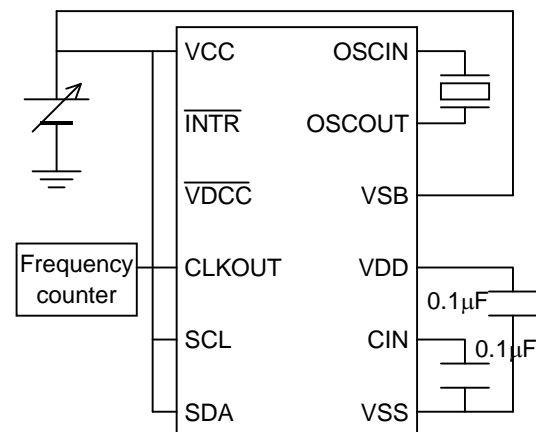 VCC
OSCIN
INTR
OSCOUT
VDCC
VSB
Frequency
counter
CLKOUT
VDD
0.1μF
SCL
CIN
0.1μF
SDA
VSS